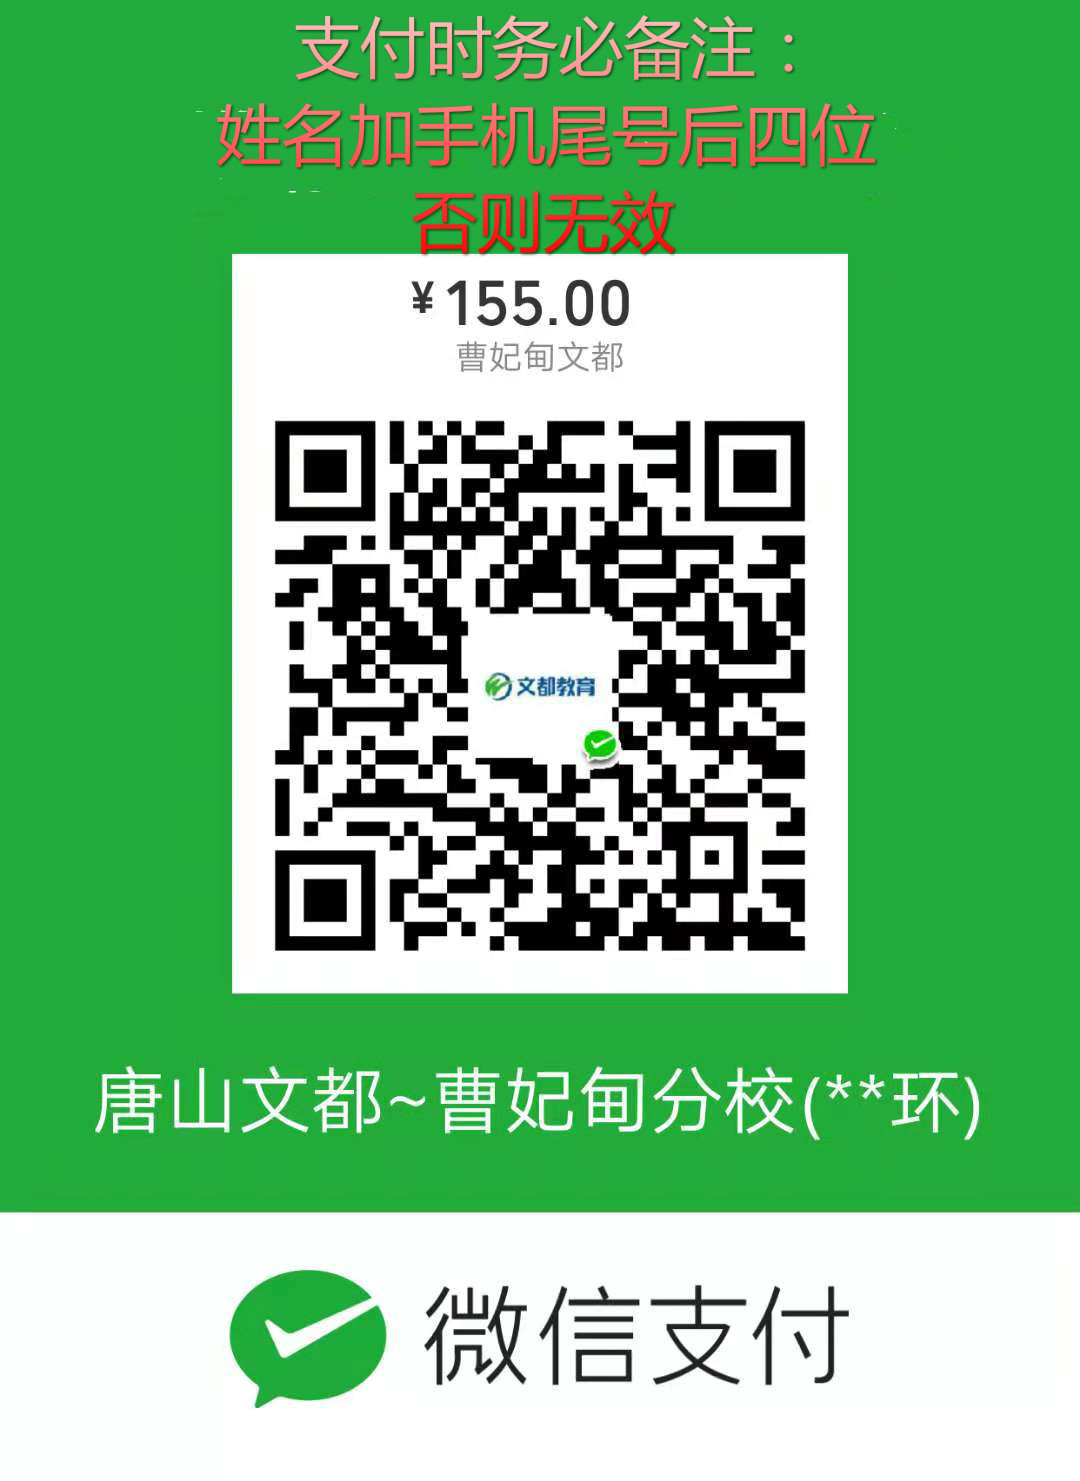 支付时务必备注：
姓名加手机尾号后四位
否则无效
¥155.00
曹妃甸文都
文都教育
唐山文都~曹妃甸分校(**环)
微信支付